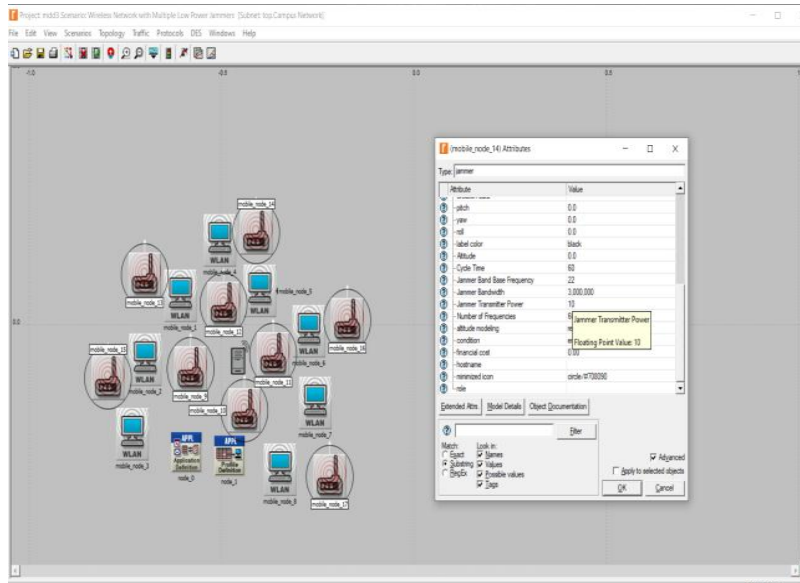 Project: mdd3 Scenario: Wireless Network with Multiple Low Power Jammers [Subnet: top.Campus Network]
File Edit View Scenarios Topology Traffic Protocols DES Windows Help
-1.0 -0.5 0.0 0.5
mobile_node_14
WLAN
mobile_node_4
mobile_node_13
WLAN
mobile_node_1
mobile_node_5
WLAN
mobile_node_12
WLAN
mobile_node_6
mobile_node_16
0.0
mobile_node_15
WLAN
mobile_node_2
mobile_node_9
mobile_node_11
mobile_node_10
WLAN
mobile_node_7
WLAN
mobile_node_3
APPL
Application
Definition
node_0
APPL
Profile
Definition
node_1
WLAN
mobile_node_8
mobile_node_17
(mobile_node_14) Attributes
Type: jammer
Attribute Value
pitch 0.0
yaw 0.0
roll 0.0
label color black
Altitude 0.0
Cycle Time 60
Jammer Band Base Frequency 22
Jammer Bandwidth 3,000,000
Jammer Transmitter Power 10
Number of Frequencies
altitude modeling
condition
financial cost 0.00
hostname
minimized icon circle/#708090
role
Jammer Transmitter Power
Floating Point Value: 10
Extended Attrs. Model Details Object Documentation
Filter
Match: Look in:
Exact Names
Substring Values
RegEx Possible values
Tags
Advanced
Apply to selected objects
OK Cancel